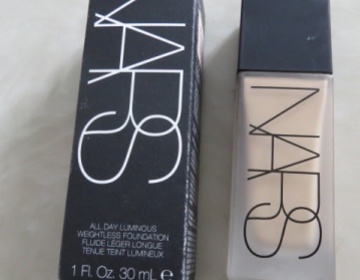 NARS
ALL DAY LUMINOUS
WEIGHTLESS FOUNDATION
FLUIDE LÉGER LONGUE
TENUE TEINT LUMINEUX
1 FL. Oz. 30 mL ℮
NARS